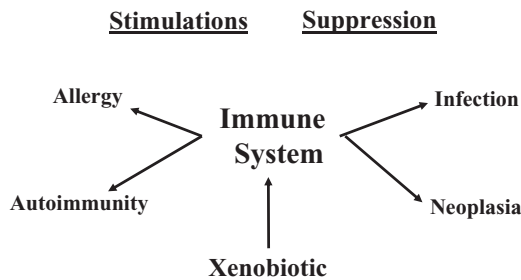 Stimulations
Suppression
Allergy
Infection
Immune
System
Autoimmunity
Neoplasia
Xenobiotic